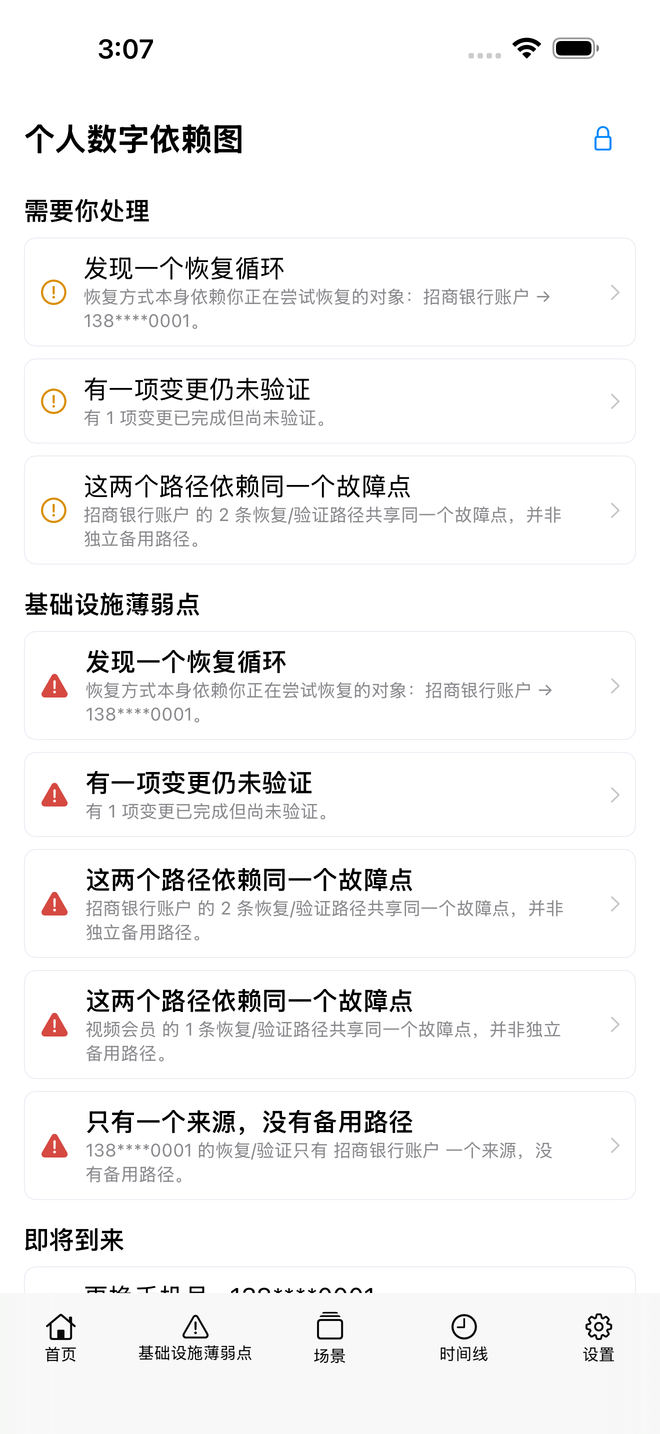 3:07
个人数字依赖图
需要你处理
发现一个恢复循环
恢复方式本身依赖你正在尝试恢复的对象：招商银行账户 →
138****0001。
有一项变更仍未验证
有 1 项变更已完成但尚未验证。
这两个路径依赖同一个故障点
招商银行账户 的 2 条恢复/验证路径共享同一个故障点，并非
独立备用路径。
基础设施薄弱点
发现一个恢复循环
恢复方式本身依赖你正在尝试恢复的对象：招商银行账户 →
138****0001。
有一项变更仍未验证
有 1 项变更已完成但尚未验证。
这两个路径依赖同一个故障点
招商银行账户 的 2 条恢复/验证路径共享同一个故障点，并非
独立备用路径。
这两个路径依赖同一个故障点
视频会员 的 1 条恢复/验证路径共享同一个故障点，并非独立
备用路径。
只有一个来源，没有备用路径
138****0001 的恢复/验证只有 招商银行账户 一个来源，没
有备用路径。
即将到来
首页
基础设施薄弱点
场景
时间线
设置